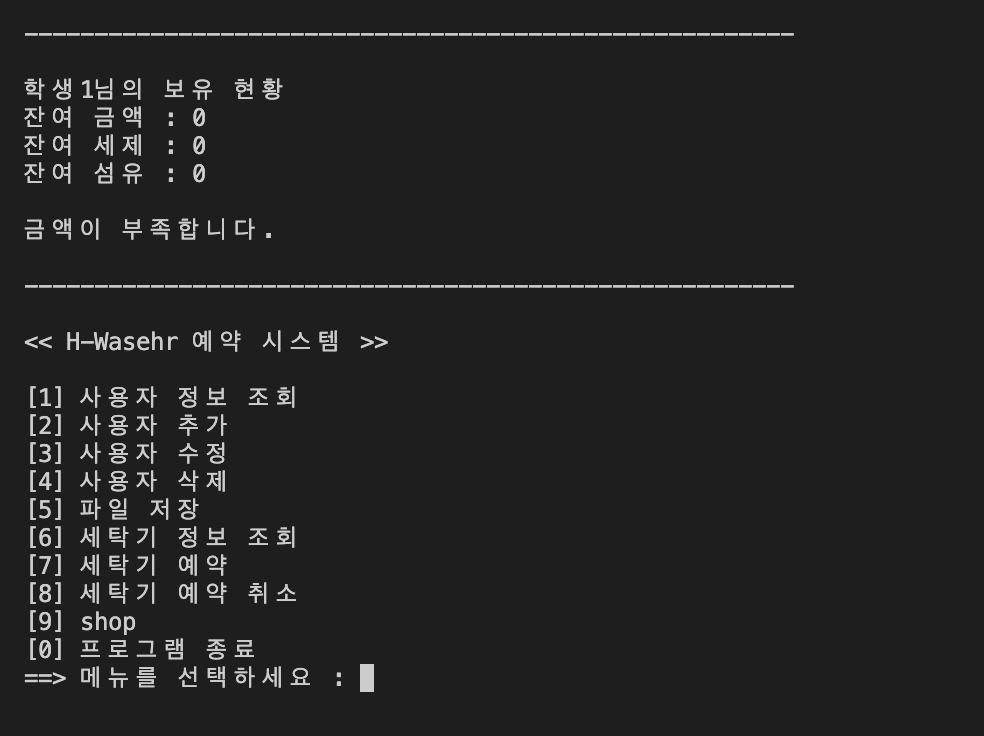 학생1님의 보유 현황
잔여 금액 : 0
잔여 세제 : 0
잔여 섬유 : 0
금액이 부족합니다.
<< H-Wasehr 예약 시스템 >>
[1] 사용자 정보 조회
[2] 사용자 추가
[3] 사용자 수정
[4] 사용자 삭제
[5] 파일 저장
[6] 세탁기 정보 조회
[7] 세탁기 예약
[8] 세탁기 예약 취소
[9] shop
[0] 프로그램 종료
==> 메뉴를 선택하세요 :